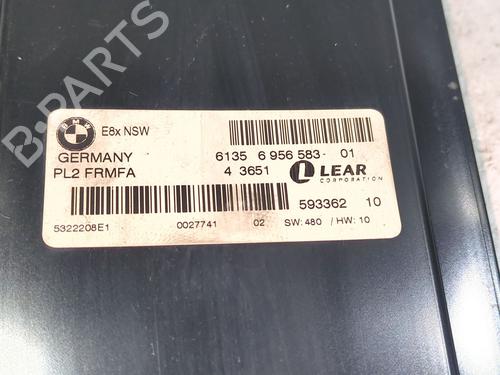 B-PARTS
BMW
E8x NSW
GERMANY 6135 6 956 583- 01
PL2 FRMFA 4 3651 LEAR
CORPORATION
593362 10
5322208E1 0027741 02 SW: 480 / HW: 10